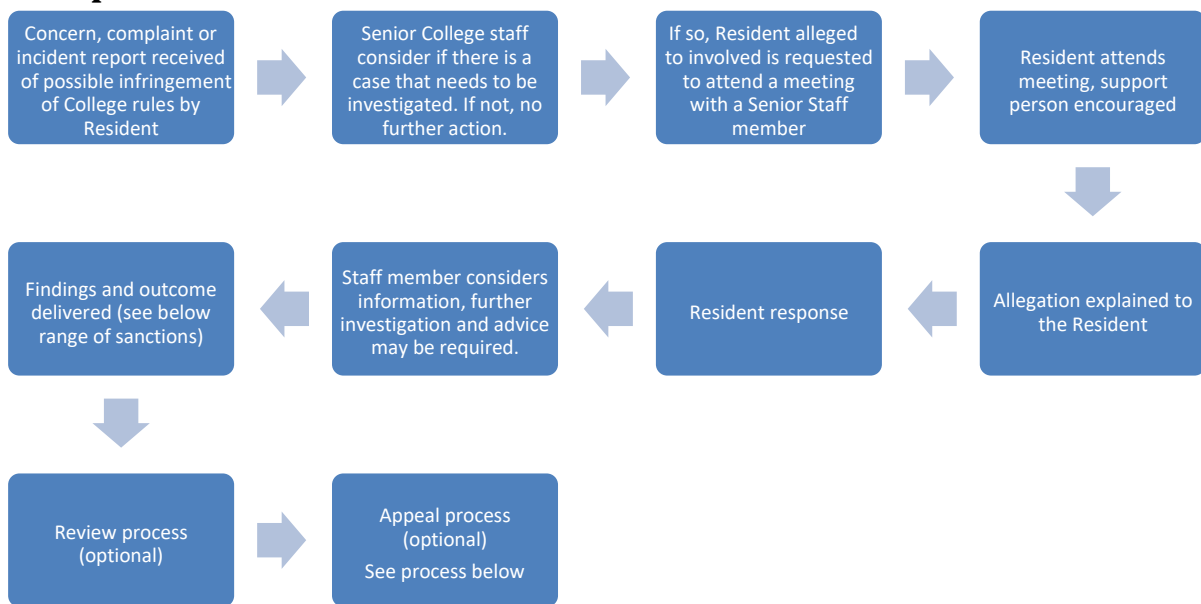 Concern, complaint or
incident report received
of possible infringement
of College rules by
Resident
Senior College staff
consider if there is a
case that needs to be
investigated. If not, no
further action.
If so, Resident alleged
to involved is requested
to attend a meeting
with a Senior Staff
member
Resident attends
meeting, support
person encouraged
Allegation explained to
the Resident
Resident response
Staff member considers
information, further
investigation and advice
may be required.
Findings and outcome
delivered (see below
range of sanctions)
Review process
(optional)
Appeal process
(optional)
See process below